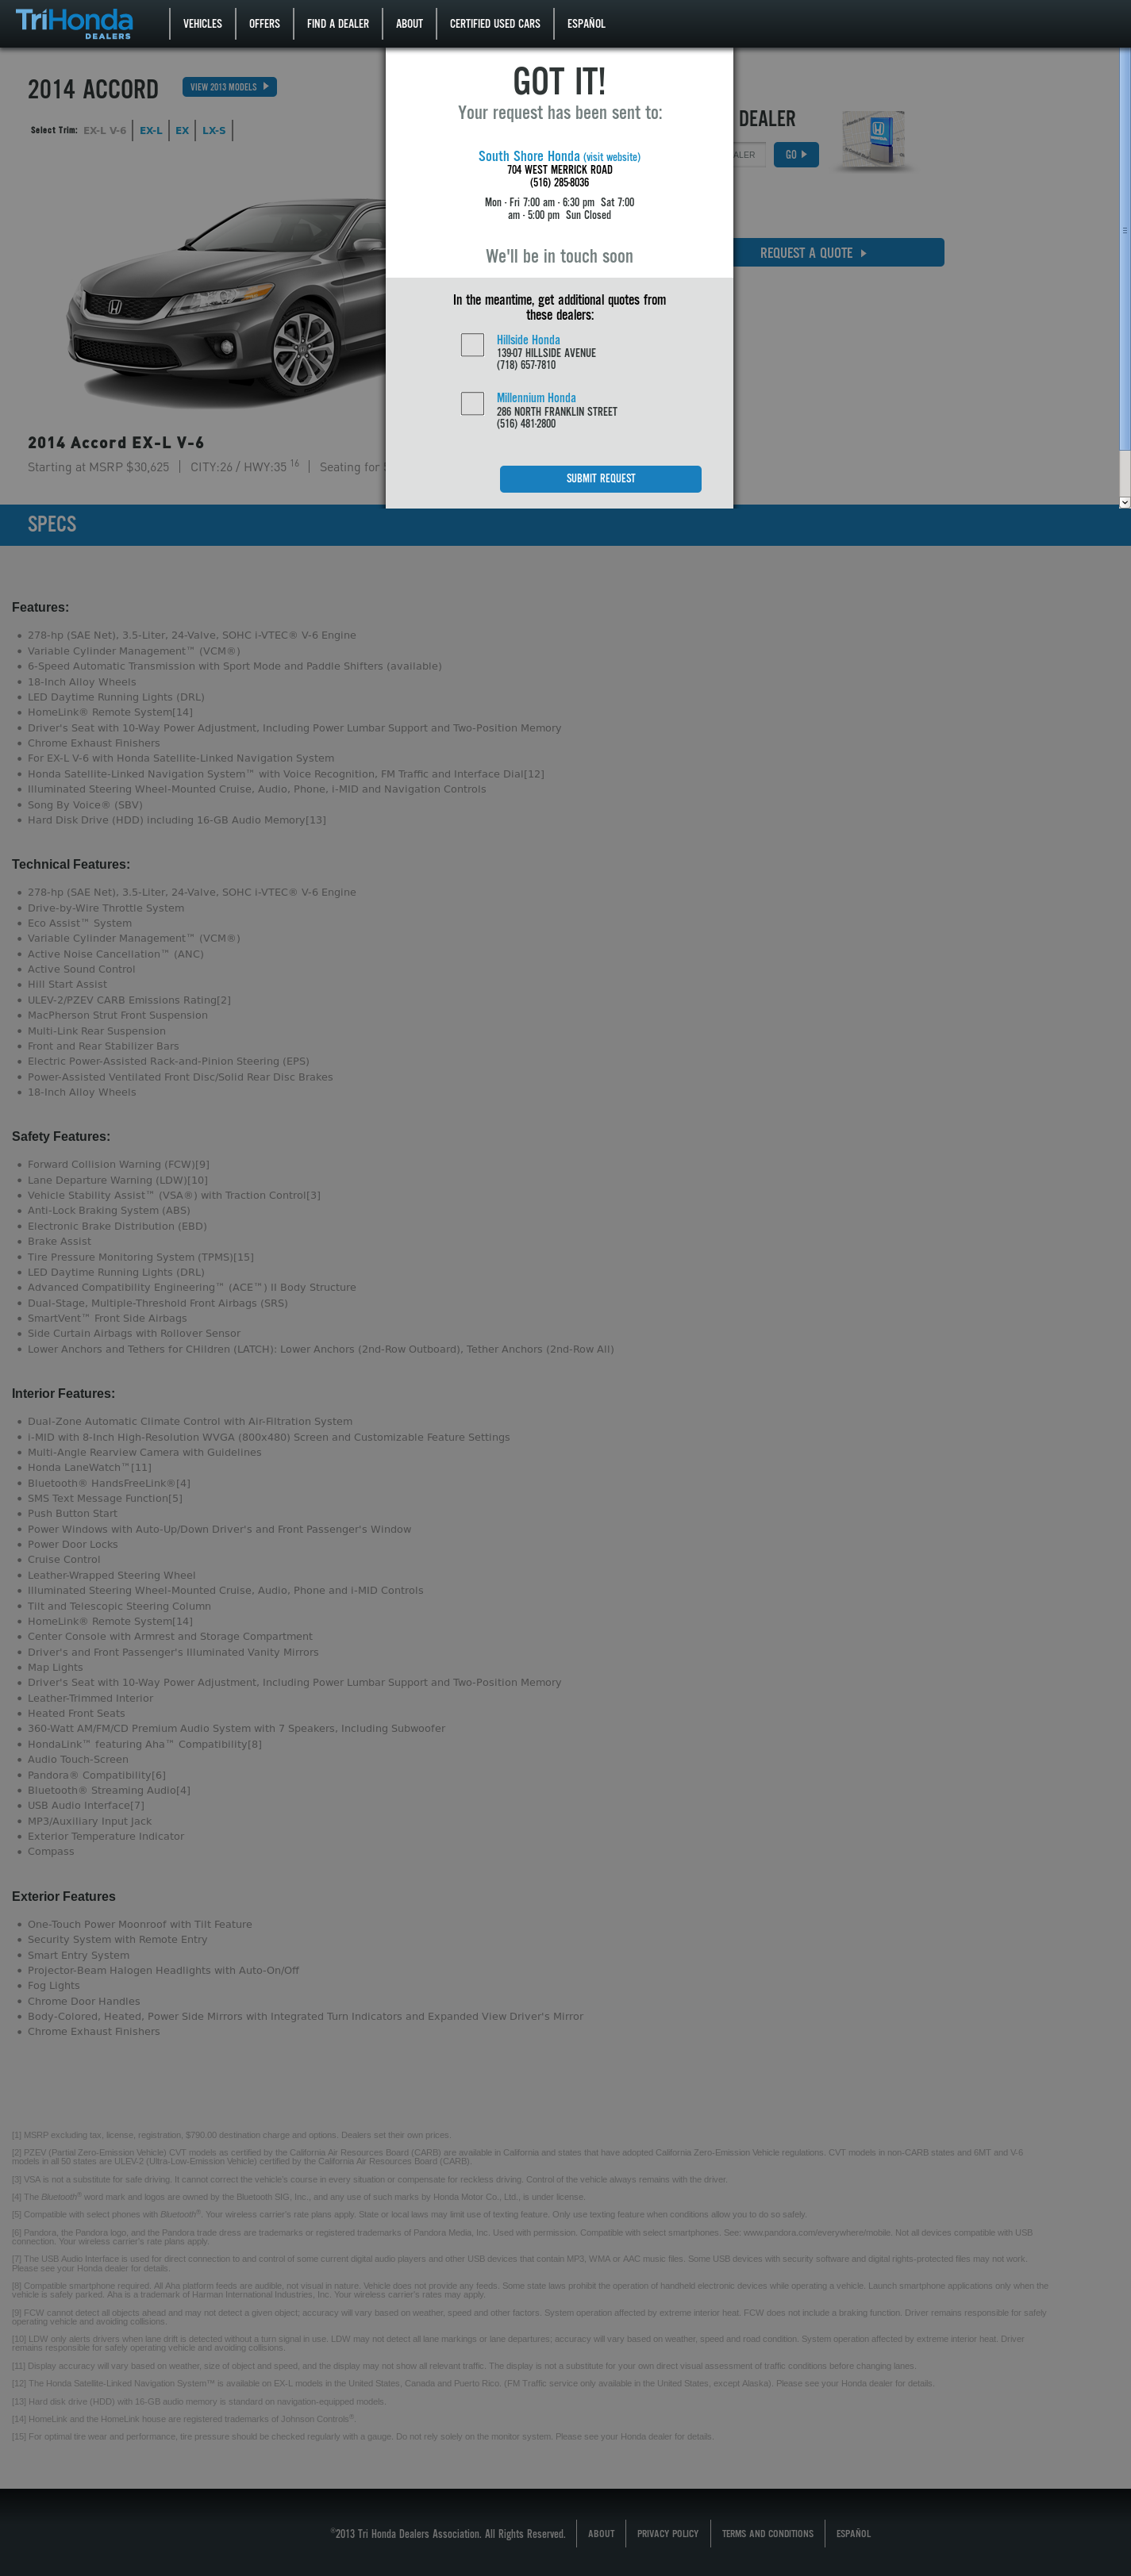 TriHonda
DEALERS
VEHICLES
OFFERS
FIND A DEALER
ABOUT
CERTIFIED USED CARS
ESPAÑOL
2014 ACCORD
VIEW 2013 MODELS
Select Trim: EX-L V-6 EX-L EX LX-S
2014 Accord EX-L V-6
Starting at MSRP $30,625 CITY:26 / HWY:35 16 Seating for
GOT IT!
Your request has been sent to:
South Shore Honda (visit website)
704 WEST MERRICK ROAD
(516) 285-8036
Mon - Fri 7:00 am - 6:30 pm Sat 7:00
am - 5:00 pm Sun Closed
We'll be in touch soon
In the meantime, get additional quotes from
these dealers:
Hillside Honda
139-07 HILLSIDE AVENUE
(718) 657-7810
Millennium Honda
286 NORTH FRANKLIN STREET
(516) 481-2800
SUBMIT REQUEST
DEALER
GO
REQUEST A QUOTE
SPECS
Features:
278-hp (SAE Net), 3.5-Liter, 24-Valve, SOHC i-VTEC® V-6 Engine
Variable Cylinder Management™ (VCM®)
6-Speed Automatic Transmission with Sport Mode and Paddle Shifters (available)
18-Inch Alloy Wheels
LED Daytime Running Lights (DRL)
HomeLink® Remote System[14]
Driver's Seat with 10-Way Power Adjustment, Including Power Lumbar Support and Two-Position Memory
Chrome Exhaust Finishers
For EX-L V-6 with Honda Satellite-Linked Navigation System
Honda Satellite-Linked Navigation System™ with Voice Recognition, FM Traffic and Interface Dial[12]
Illuminated Steering Wheel-Mounted Cruise, Audio, Phone, i-MID and Navigation Controls
Song By Voice® (SBV)
Hard Disk Drive (HDD) including 16-GB Audio Memory[13]
Technical Features:
278-hp (SAE Net), 3.5-Liter, 24-Valve, SOHC i-VTEC® V-6 Engine
Drive-by-Wire Throttle System
Eco Assist™ System
Variable Cylinder Management™ (VCM®)
Active Noise Cancellation™ (ANC)
Active Sound Control
Hill Start Assist
ULEV-2/PZEV CARB Emissions Rating[2]
MacPherson Strut Front Suspension
Multi-Link Rear Suspension
Front and Rear Stabilizer Bars
Electric Power-Assisted Rack-and-Pinion Steering (EPS)
Power-Assisted Ventilated Front Disc/Solid Rear Disc Brakes
18-Inch Alloy Wheels
Safety Features:
Forward Collision Warning (FCW)[9]
Lane Departure Warning (LDW)[10]
Vehicle Stability Assist™ (VSA®) with Traction Control[3]
Anti-Lock Braking System (ABS)
Electronic Brake Distribution (EBD)
Brake Assist
Tire Pressure Monitoring System (TPMS)[15]
LED Daytime Running Lights (DRL)
Advanced Compatibility Engineering™ (ACE™) II Body Structure
Dual-Stage, Multiple-Threshold Front Airbags (SRS)
SmartVent™ Front Side Airbags
Side Curtain Airbags with Rollover Sensor
Lower Anchors and Tethers for CHildren (LATCH): Lower Anchors (2nd-Row Outboard), Tether Anchors (2nd-Row All)
Interior Features:
Dual-Zone Automatic Climate Control with Air-Filtration System
i-MID with 8-Inch High-Resolution WVGA (800x480) Screen and Customizable Feature Settings
Multi-Angle Rearview Camera with Guidelines
Honda LaneWatch™[11]
Bluetooth® HandsFreeLink®[4]
SMS Text Message Function[5]
Push Button Start
Power Windows with Auto-Up/Down Driver's and Front Passenger's Window
Power Door Locks
Cruise Control
Leather-Wrapped Steering Wheel
Illuminated Steering Wheel-Mounted Cruise, Audio, Phone and i-MID Controls
Tilt and Telescopic Steering Column
HomeLink® Remote System[14]
Center Console with Armrest and Storage Compartment
Driver's and Front Passenger's Illuminated Vanity Mirrors
Map Lights
Driver's Seat with 10-Way Power Adjustment, Including Power Lumbar Support and Two-Position Memory
Leather-Trimmed Interior
Heated Front Seats
360-Watt AM/FM/CD Premium Audio System with 7 Speakers, Including Subwoofer
HondaLink™ featuring Aha™ Compatibility[8]
Audio Touch-Screen
Pandora® Compatibility[6]
Bluetooth® Streaming Audio[4]
USB Audio Interface[7]
MP3/Auxiliary Input Jack
Exterior Temperature Indicator
Compass
Exterior Features
One-Touch Power Moonroof with Tilt Feature
Security System with Remote Entry
Smart Entry System
Projector-Beam Halogen Headlights with Auto-On/Off
Fog Lights
Chrome Door Handles
Body-Colored, Heated, Power Side Mirrors with Integrated Turn Indicators and Expanded View Driver's Mirror
Chrome Exhaust Finishers
[1] MSRP excluding tax, license, registration, $790.00 destination charge and options. Dealers set their own prices.
[2] PZEV (Partial Zero-Emission Vehicle) CVT models as certified by the California Air Resources Board (CARB) are available in California and states that have adopted California Zero-Emission Vehicle regulations. CVT models in non-CARB states and 6MT and V-6
models in all 50 states are ULEV-2 (Ultra-Low-Emission Vehicle) certified by the California Air Resources Board (CARB).
[3] VSA is not a substitute for safe driving. It cannot correct the vehicle's course in every situation or compensate for reckless driving. Control of the vehicle always remains with the driver.
[4] The Bluetooth® word mark and logos are owned by the Bluetooth SIG, Inc., and any use of such marks by Honda Motor Co., Ltd., is under license.
[5] Compatible with select phones with Bluetooth®. Your wireless carrier's rate plans apply. State or local laws may limit use of texting feature. Only use texting feature when conditions allow you to do so safely.
[6] Pandora, the Pandora logo, and the Pandora trade dress are trademarks or registered trademarks of Pandora Media, Inc. Used with permission. Compatible with select smartphones. See: www.pandora.com/everywhere/mobile. Not all devices compatible with USB
connection. Your wireless carrier's rate plans apply.
[7] The USB Audio Interface is used for direct connection to and control of some current digital audio players and other USB devices that contain MP3, WMA or AAC music files. Some USB devices with security software and digital rights-protected files may not work.
Please see your Honda dealer for details.
[8] Compatible smartphone required. All Aha platform feeds are audible, not visual in nature. Vehicle does not provide any feeds. Some state laws prohibit the operation of handheld electronic devices while operating a vehicle. Launch smartphone applications only when the
vehicle is safely parked. Aha is a trademark of Harman International Industries, Inc. Your wireless carrier's rates may apply.
[9] FCW cannot detect all objects ahead and may not detect a given object; accuracy will vary based on weather, speed and other factors. System operation affected by extreme interior heat. FCW does not include a braking function. Driver remains responsible for safely
operating vehicle and avoiding collisions.
[10] LDW only alerts drivers when lane drift is detected without a turn signal in use. LDW may not detect all lane markings or lane departures; accuracy will vary based on weather, speed and road condition. System operation affected by extreme interior heat. Driver
remains responsible for safely operating vehicle and avoiding collisions.
[11] Display accuracy will vary based on weather, size of object and speed, and the display may not show all relevant traffic. The display is not a substitute for your own direct visual assessment of traffic conditions before changing lanes.
[12] The Honda Satellite-Linked Navigation System™ is available on EX-L models in the United States, Canada and Puerto Rico. (FM Traffic service only available in the United States, except Alaska). Please see your Honda dealer for details.
[13] Hard disk drive (HDD) with 16-GB audio memory is standard on navigation-equipped models.
[14] HomeLink and the HomeLink house are registered trademarks of Johnson Controls®.
[15] For optimal tire wear and performance, tire pressure should be checked regularly with a gauge. Do not rely solely on the monitor system. Please see your Honda dealer for details.
®2013 Tri Honda Dealers Association. All Rights Reserved.
ABOUT
PRIVACY POLICY
TERMS AND CONDITIONS
ESPAÑOL